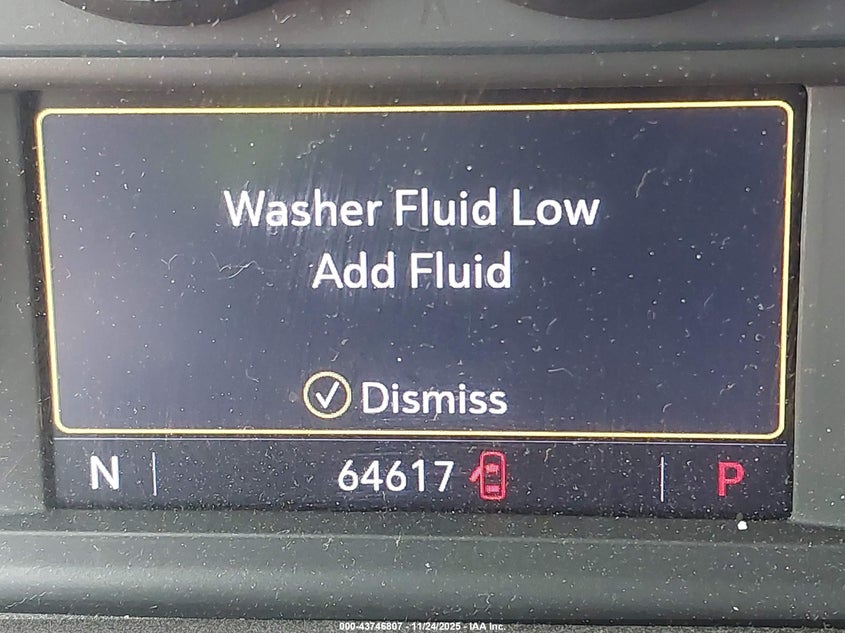 Washer Fluid Low
Add Fluid
Dismiss
N 64617 P
000-43746807 - 11/24/2025 - IAA Inc.